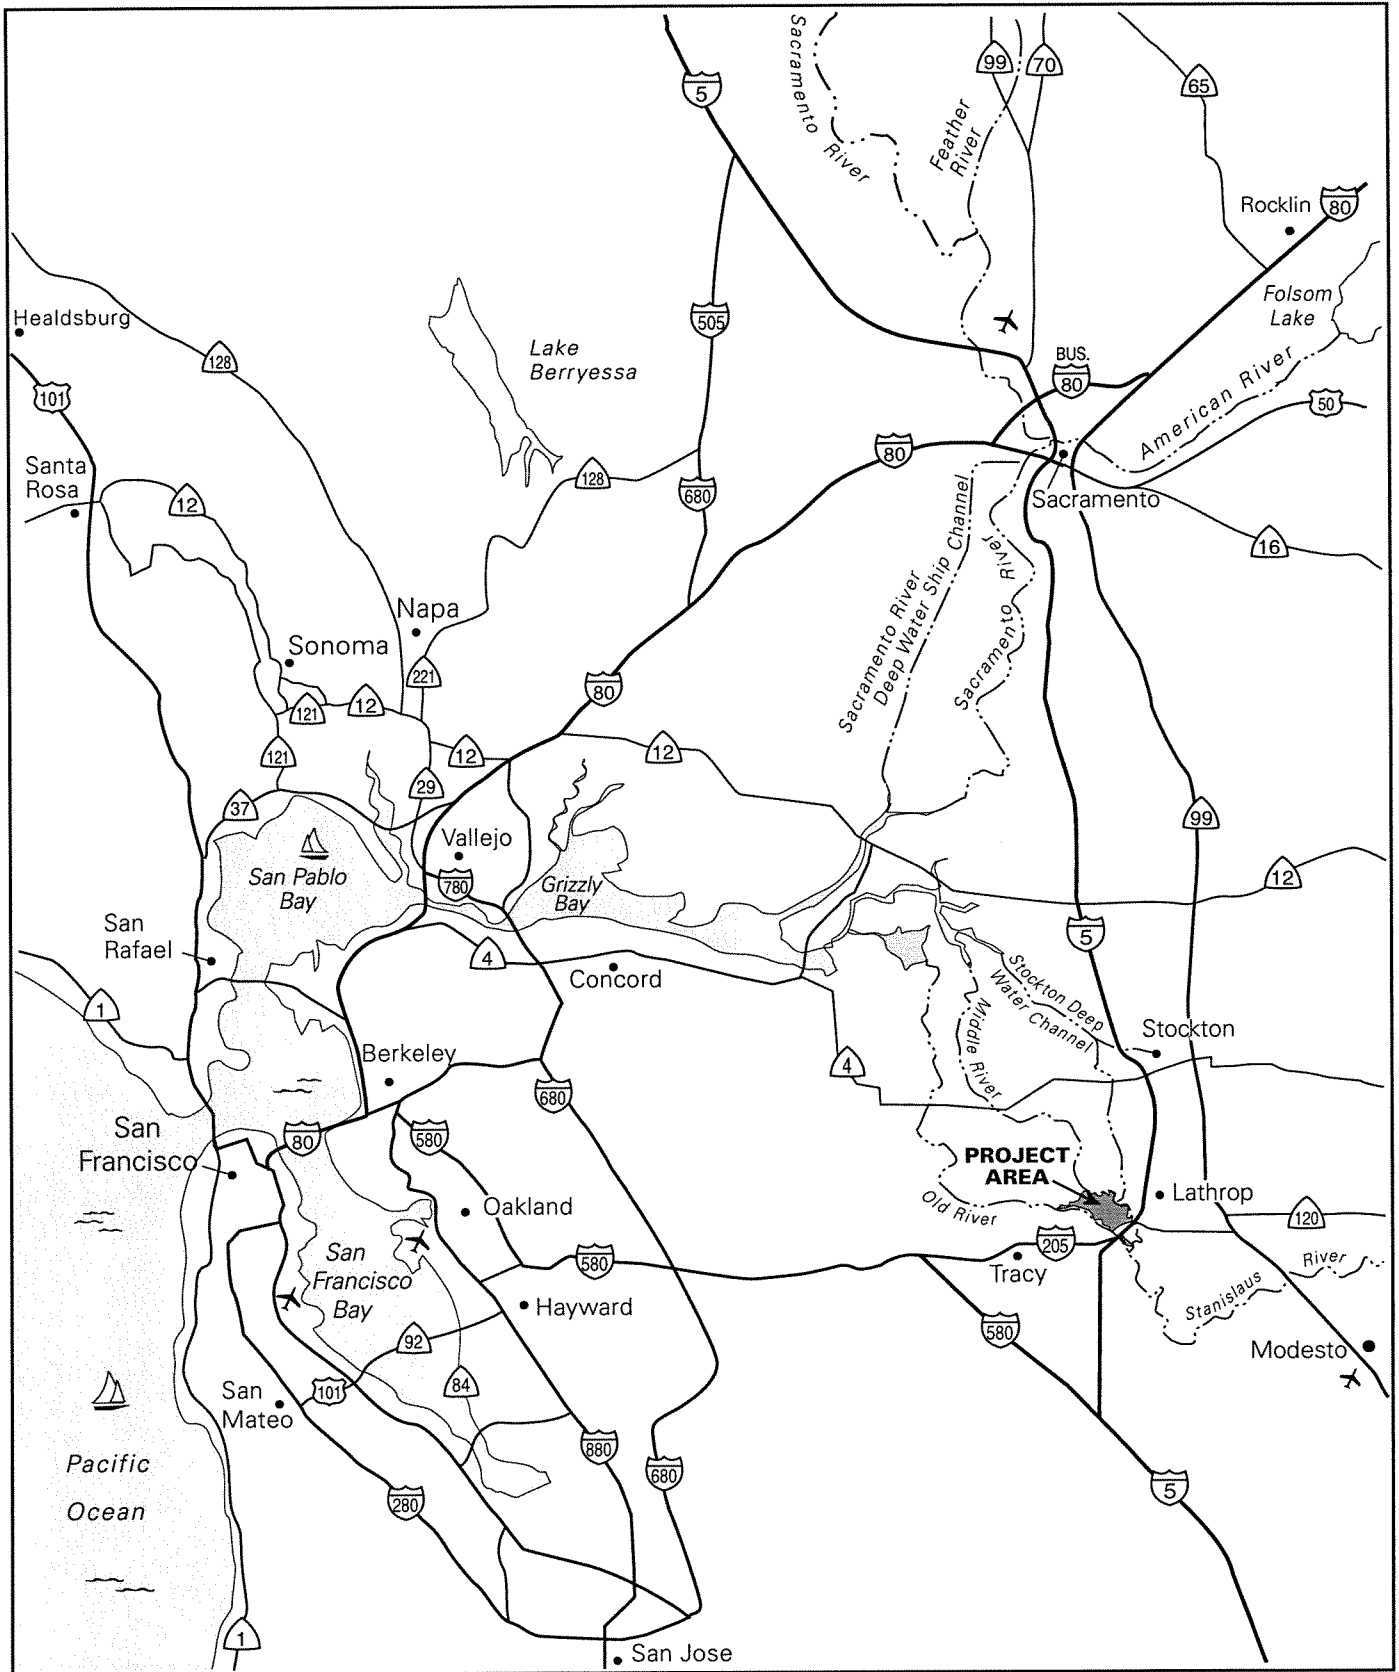 Sacramento River
5
99
70
65
Feather
River
Rocklin
80
Folsom
Lake
Healdsburg
128
505
Lake
Berryessa
BUS.
80
American River
50
101
Santa
Rosa
12
128
80
680
Sacramento
16
Sacramento River
Deep Water Ship Channel
Sacramento River
Napa
Sonoma
221
80
121
12
121
12
12
29
37
Vallejo
99
San Pablo
Bay
780
Grizzly
Bay
12
San
Rafael
4
Concord
5
1
Stockton Deep
Water Channel
Middle River
Stockton
Berkeley
4
680
San
Francisco
80
580
PROJECT
AREA
Oakland
Old River
Lathrop
120
San
Francisco
Bay
580
205
Tracy
Stanislaus
River
Hayward
92
580
Modesto
San
Mateo
101
84
880
680
Pacific
Ocean
280
5
1
San Jose